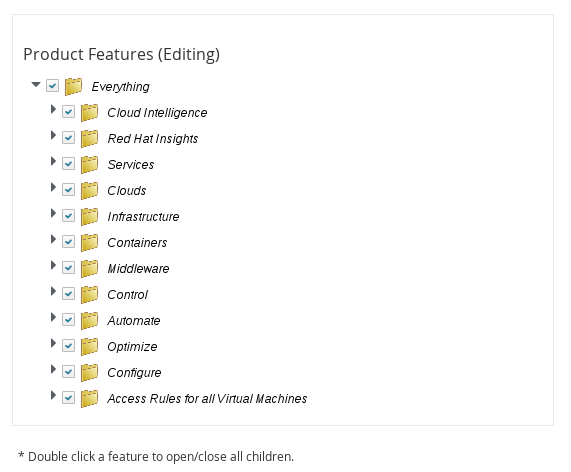 Product Features (Editing)
Everything
Cloud Intelligence
Red Hat Insights
Services
Clouds
Infrastructure
Containers
Middleware
Control
Automate
Optimize
Configure
Access Rules for all Virtual Machines
* Double click a feature to open/close all children.